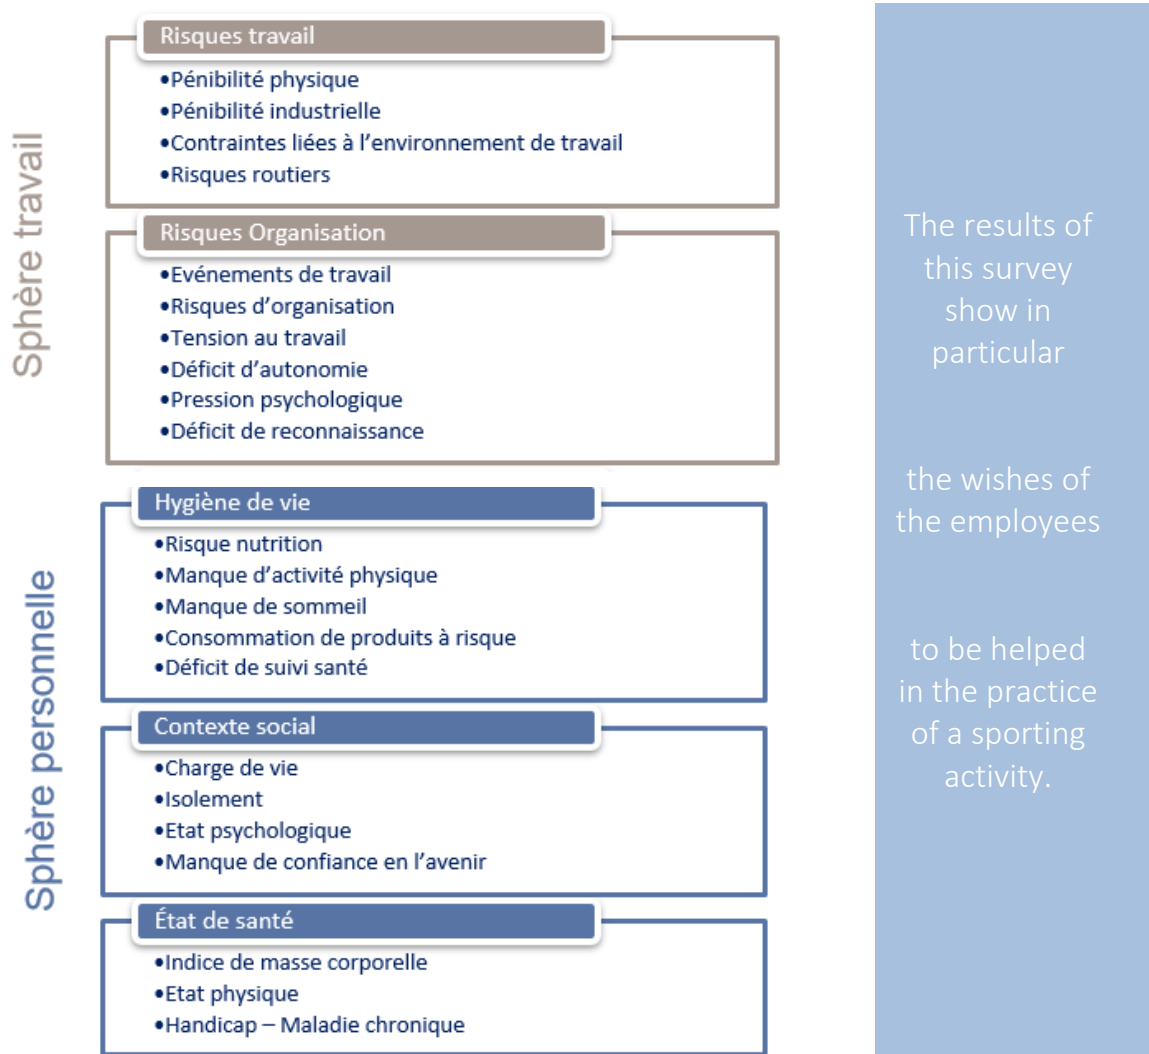 Sphère travail
Risques travail
•Pénibilité physique
•Pénibilité industrielle
•Contraintes liées à l'environnement de travail
•Risques routiers
Risques Organisation
•Evénements de travail
•Risques d'organisation
•Tension au travail
•Déficit d'autonomie
•Pression psychologique
•Déficit de reconnaissance
Sphère personnelle
Hygiène de vie
•Risque nutrition
•Manque d'activité physique
•Manque de sommeil
•Consommation de produits à risque
•Déficit de suivi santé
Contexte social
•Charge de vie
•Isolement
•Etat psychologique
•Manque de confiance en l'avenir
État de santé
•Indice de masse corporelle
•Etat physique
•Handicap – Maladie chronique
The results of
this survey
show in
particular
the wishes of
the employees
to be helped
in the practice
of a sporting
activity.